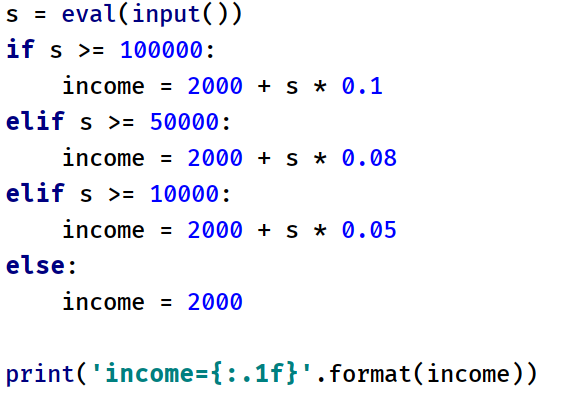 s = eval(input())
if s >= 100000:
    income = 2000 + s * 0.1
elif s >= 50000:
    income = 2000 + s * 0.08
elif s >= 10000:
    income = 2000 + s * 0.05
else:
    income = 2000

print('income={:.1f}'.format(income))